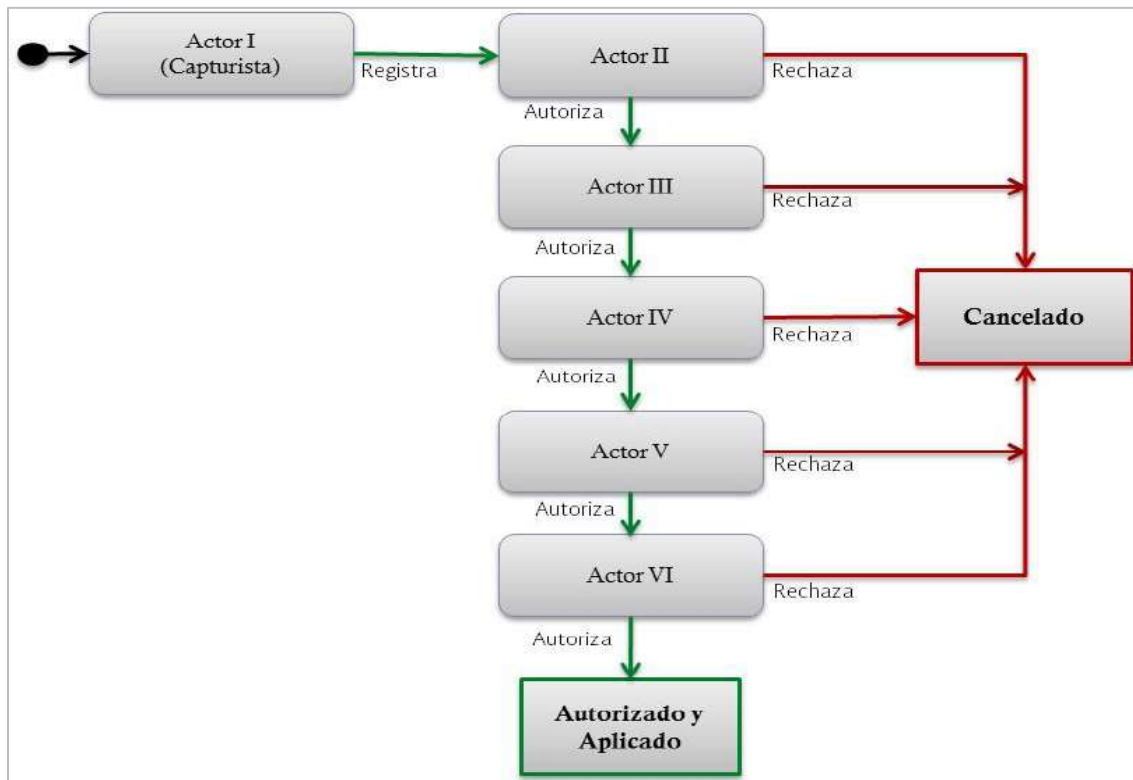 Actor I
(Capturista)
Registra
Actor II
Rechaza
Autoriza
Actor III
Rechaza
Autoriza
Actor IV
Rechaza
Cancelado
Autoriza
Actor V
Rechaza
Autoriza
Actor VI
Rechaza
Autoriza
Autorizado y
Aplicado